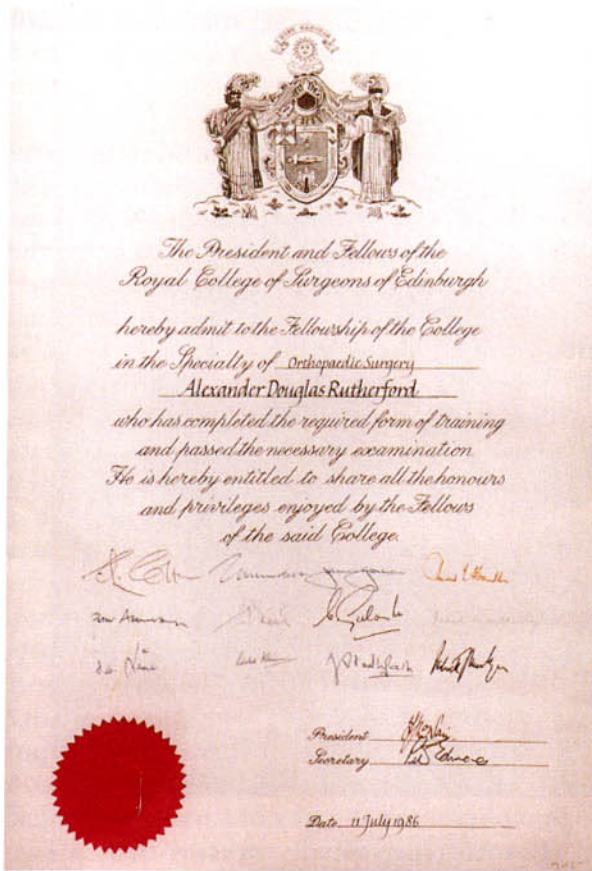 The President and Fellows of the
Royal College of Surgeons of Edinburgh
hereby admit to the Fellowship of the College
in the Specialty of Orthopaedic Surgery
Alexander Douglas Rutherford
who has completed the required form of training
and passed the necessary examination.
He is hereby entitled to share all the honours
and privileges enjoyed by the Fellows
of the said College.
President
Secretary
Date 11 July 1986